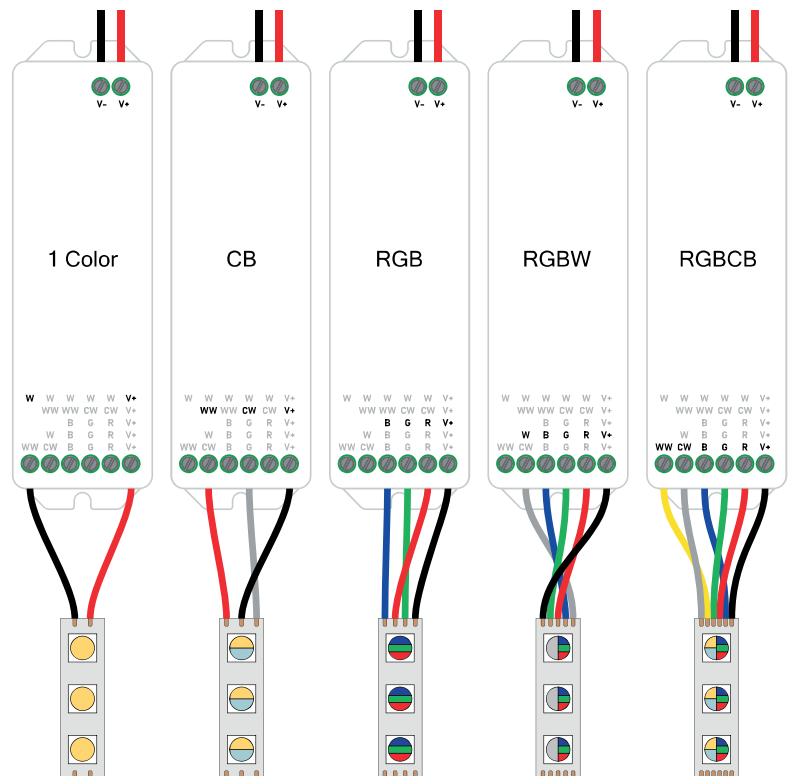 V- V+
V- V+
V- V+
V- V+
V- V+
1 Color
CB
RGB
RGBW
RGBCB
W W W W W V+
WW WW CW CW V+
B G R V+
W B G R V+
WW CW B G R V+
W W W W W V+
WW WW CW CW V+
B G R V+
W B G R V+
WW CW B G R V+
W W W W W V+
WW WW CW CW V+
B G R V+
W B G R V+
WW CW B G R V+
W W W W W V+
WW WW CW CW V+
B G R V+
W B G R V+
WW CW B G R V+
W W W W W V+
WW WW CW CW V+
B G R V+
W B G R V+
WW CW B G R V+